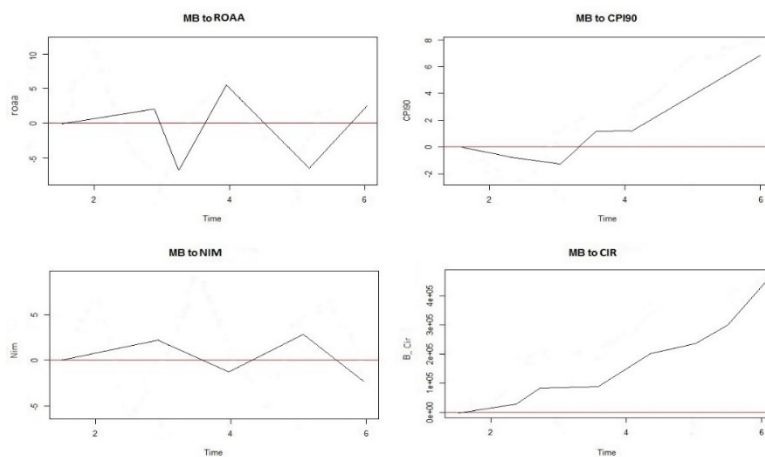 MB to ROAA
roaa
10
5
0
-5
2
4
6
Time
MB to CPI90
CPI90
8
6
4
2
0
-2
2
4
6
Time
MB to NIM
Nim
5
0
-5
2
4
6
Time
MB to CIR
B_Cir
4e+05
3e+05
2e+05
1e+05
0e+00
2
4
6
Time